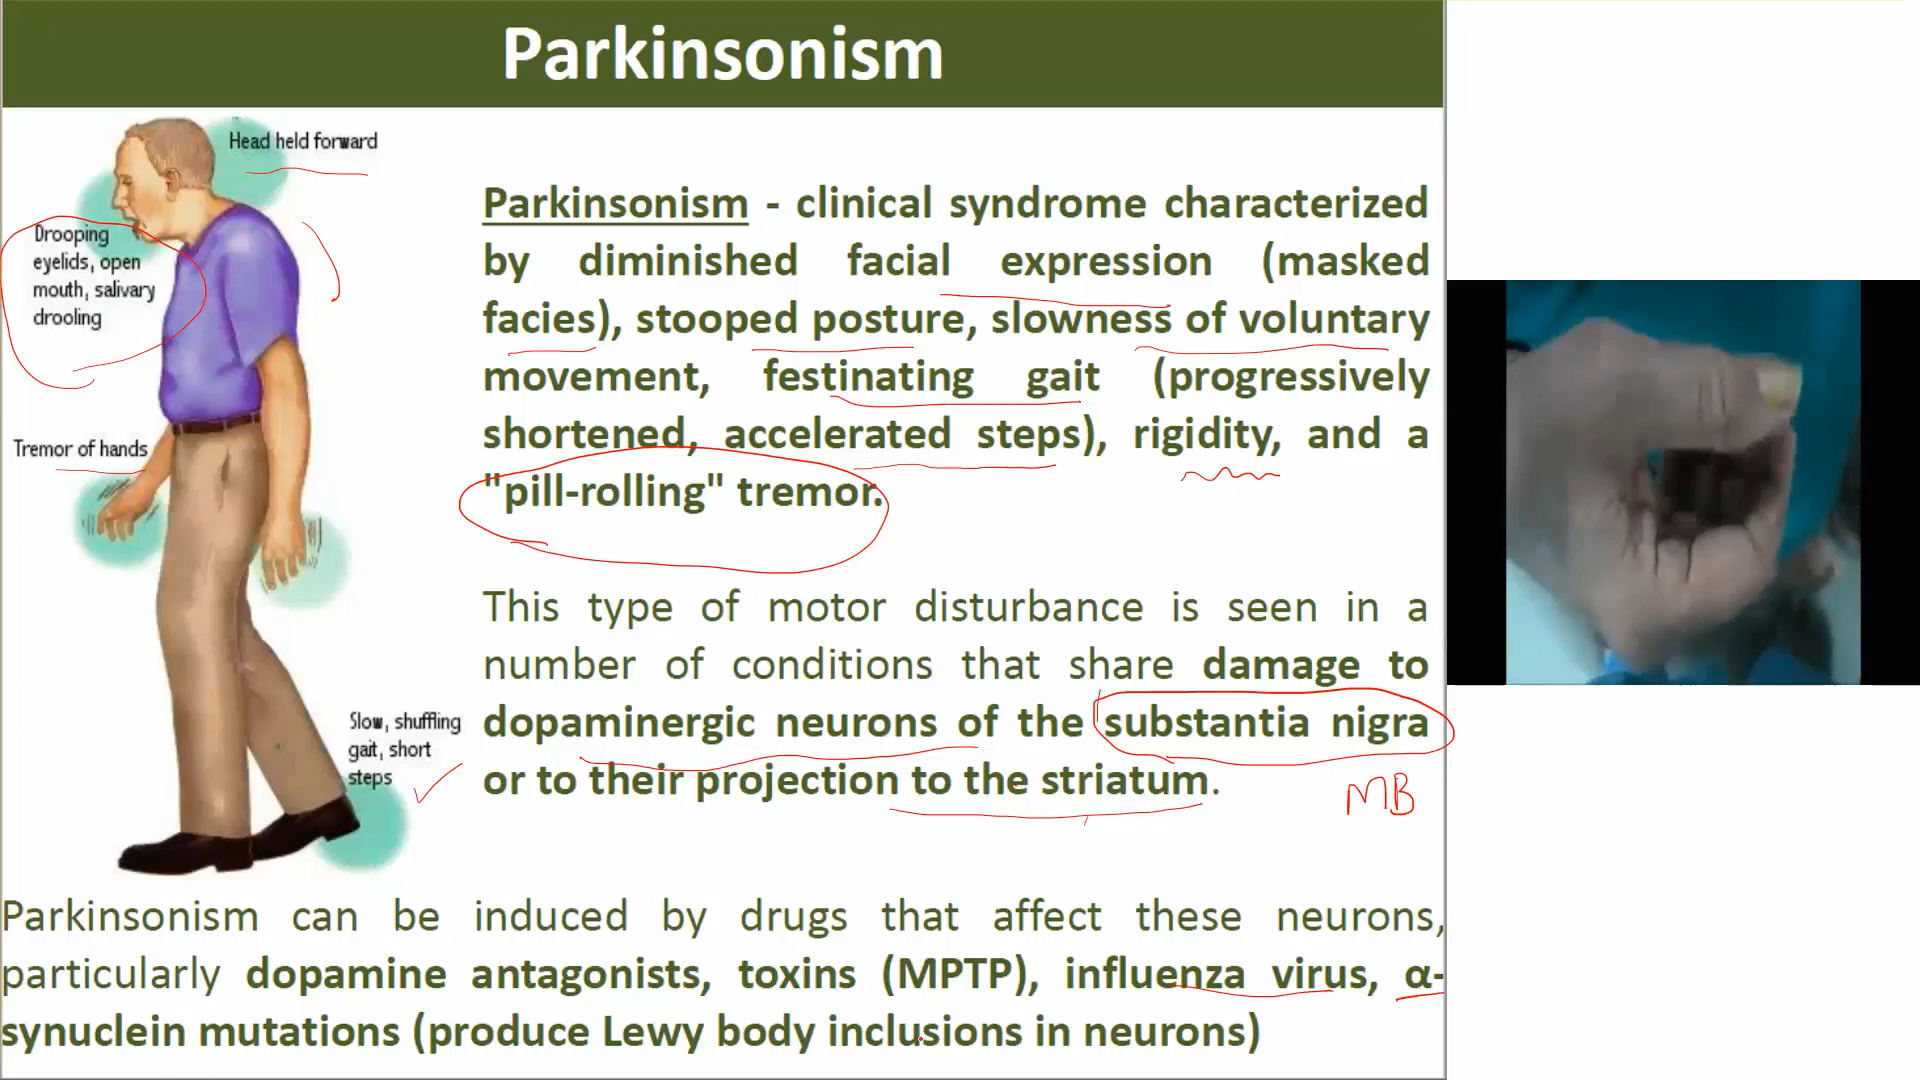 Parkinsonism
Head held forward
Drooping
eyelids, open
mouth, salivary
drooling
Tremor of hands
Slow, shuffling
gait, short
steps
Parkinsonism - clinical syndrome characterized
by diminished facial expression (masked
facies), stooped posture, slowness of voluntary
movement, festinating gait (progressively
shortened, accelerated steps), rigidity, and a
"pill-rolling" tremor.
This type of motor disturbance is seen in a
number of conditions that share damage to
dopaminergic neurons of the substantia nigra
or to their projection to the striatum.
MB
Parkinsonism can be induced by drugs that affect these neurons,
particularly dopamine antagonists, toxins (MPTP), influenza virus, α-
synuclein mutations (produce Lewy body inclusions in neurons)